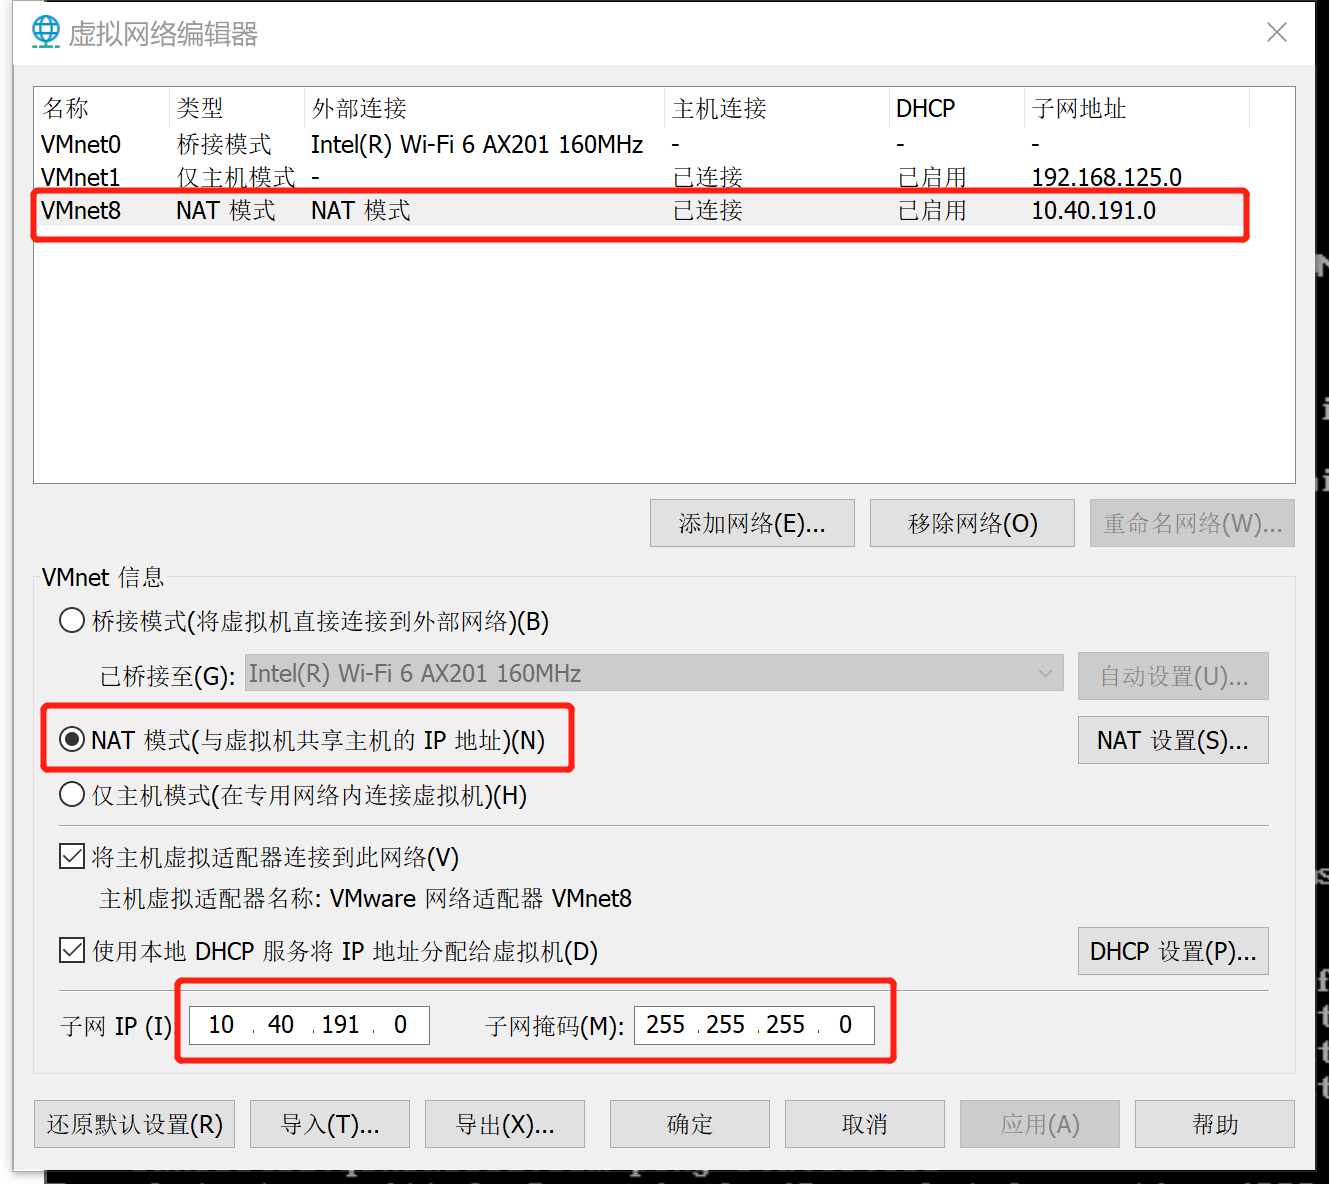 虚拟网络编辑器
名称 类型 外部连接 主机连接 DHCP 子网地址
VMnet0 桥接模式 Intel(R) Wi-Fi 6 AX201 160MHz - - -
VMnet1 仅主机模式 - 已连接 已启用 192.168.125.0
VMnet8 NAT 模式 NAT 模式 已连接 已启用 10.40.191.0
添加网络(E)... 移除网络(O) 重命名网络(W)...
VMnet 信息
桥接模式(将虚拟机直接连接到外部网络)(B)
已桥接至(G): Intel(R) Wi-Fi 6 AX201 160MHz 自动设置(U)...
NAT 模式(与虚拟机共享主机的 IP 地址)(N) NAT 设置(S)...
仅主机模式(在专用网络内连接虚拟机)(H)
将主机虚拟适配器连接到此网络(V)
主机虚拟适配器名称: VMware 网络适配器 VMnet8
使用本地 DHCP 服务将 IP 地址分配给虚拟机(D) DHCP 设置(P)...
子网 IP (I) 10 . 40 . 191 . 0 子网掩码(M): 255 . 255 . 255 . 0
还原默认设置(R) 导入(T)... 导出(X)... 确定 取消 应用(A) 帮助